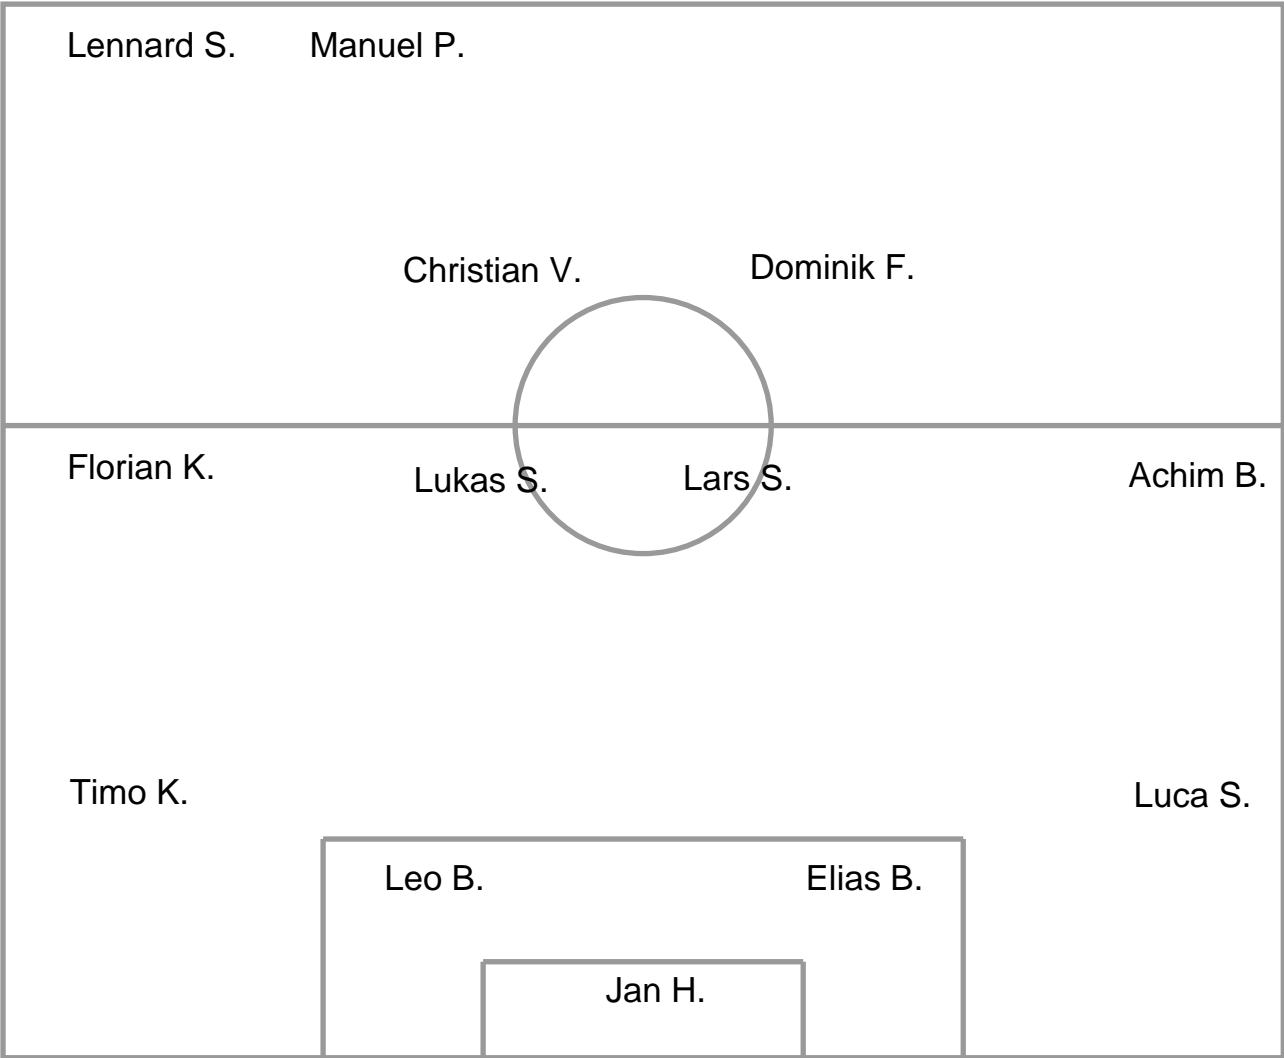 Lennard S. Manuel P.
Christian V. Dominik F.
Florian K. Lukas S. Lars S. Achim B.
Timo K. Luca S.
Leo B. Elias B.
Jan H.